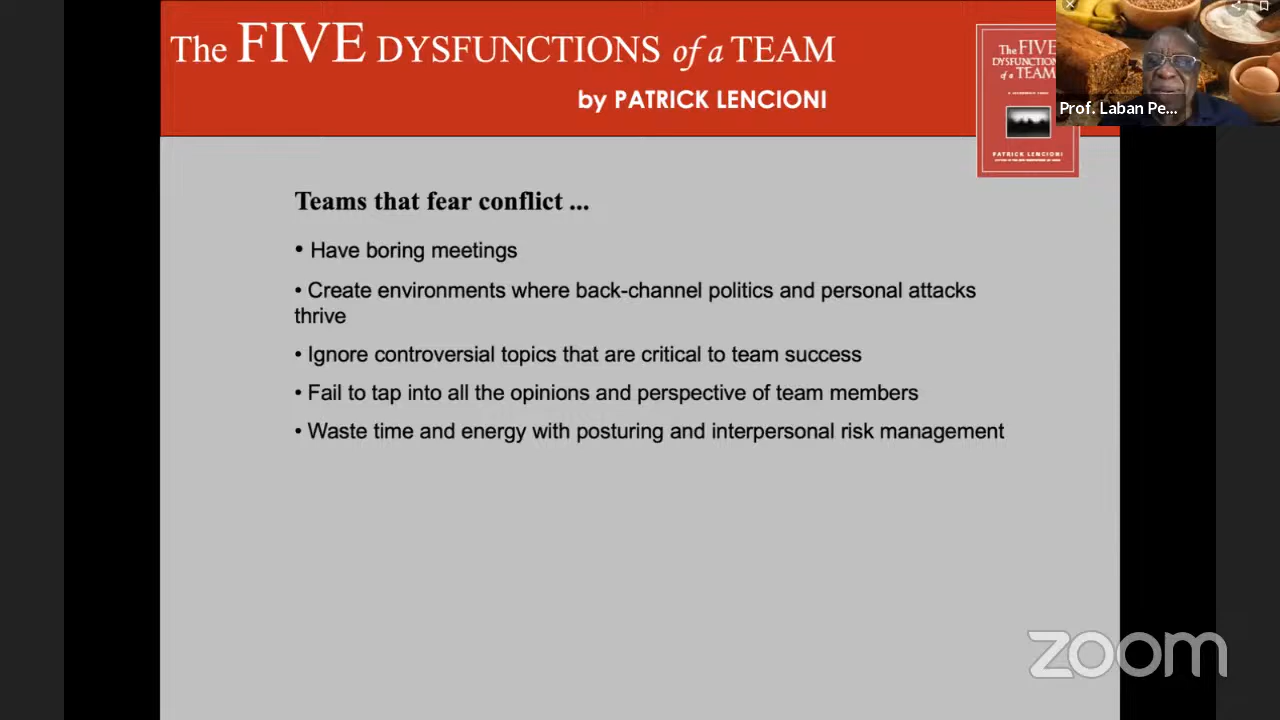 The FIVE DYSFUNCTIONS of a TEAM
by PATRICK LENCIONI
The FIVE
DYSFUNCTIONS
of a TEAM
PATRICK LENCIONI
Prof. Laban Pe...
Teams that fear conflict ...
• Have boring meetings
• Create environments where back-channel politics and personal attacks
thrive
• Ignore controversial topics that are critical to team success
• Fail to tap into all the opinions and perspective of team members
• Waste time and energy with posturing and interpersonal risk management
zoom